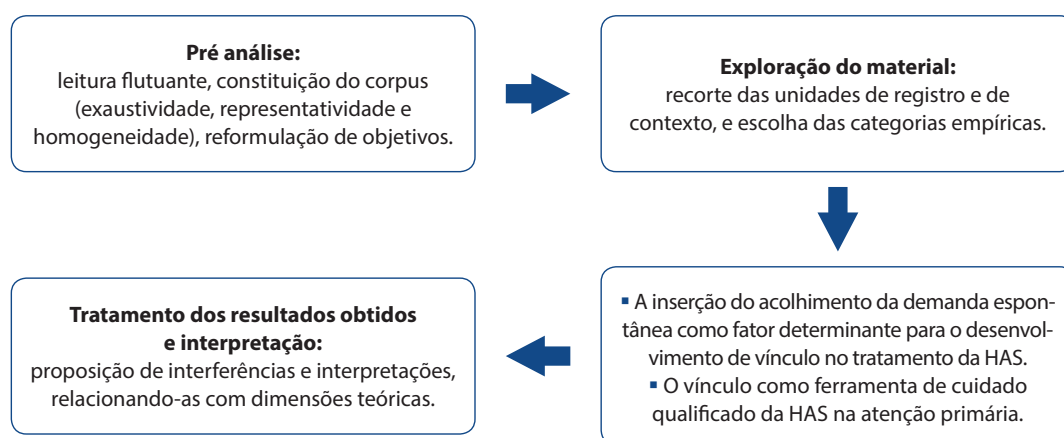 Pré análise:
leitura flutuante, constituição do corpus
(exaustividade, representatividade e
homogeneidade), reformulação de objetivos.
Exploração do material:
recorte das unidades de registro e de
contexto, e escolha das categorias empíricas.
▪ A inserção do acolhimento da demanda espon-
tânea como fator determinante para o desenvol-
vimento de vínculo no tratamento da HAS.
▪ O vínculo como ferramenta de cuidado
qualificado da HAS na atenção primária.
Tratamento dos resultados obtidos
e interpretação:
proposição de interferências e interpretações,
relacionando-as com dimensões teóricas.